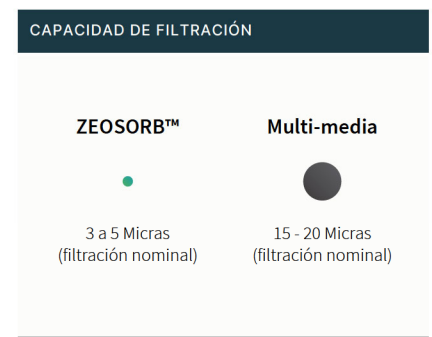 CAPACIDAD DE FILTRACIÓN
ZEOSORB™
Multi-media
3 a 5 Micras
(filtración nominal)
15 - 20 Micras
(filtración nominal)